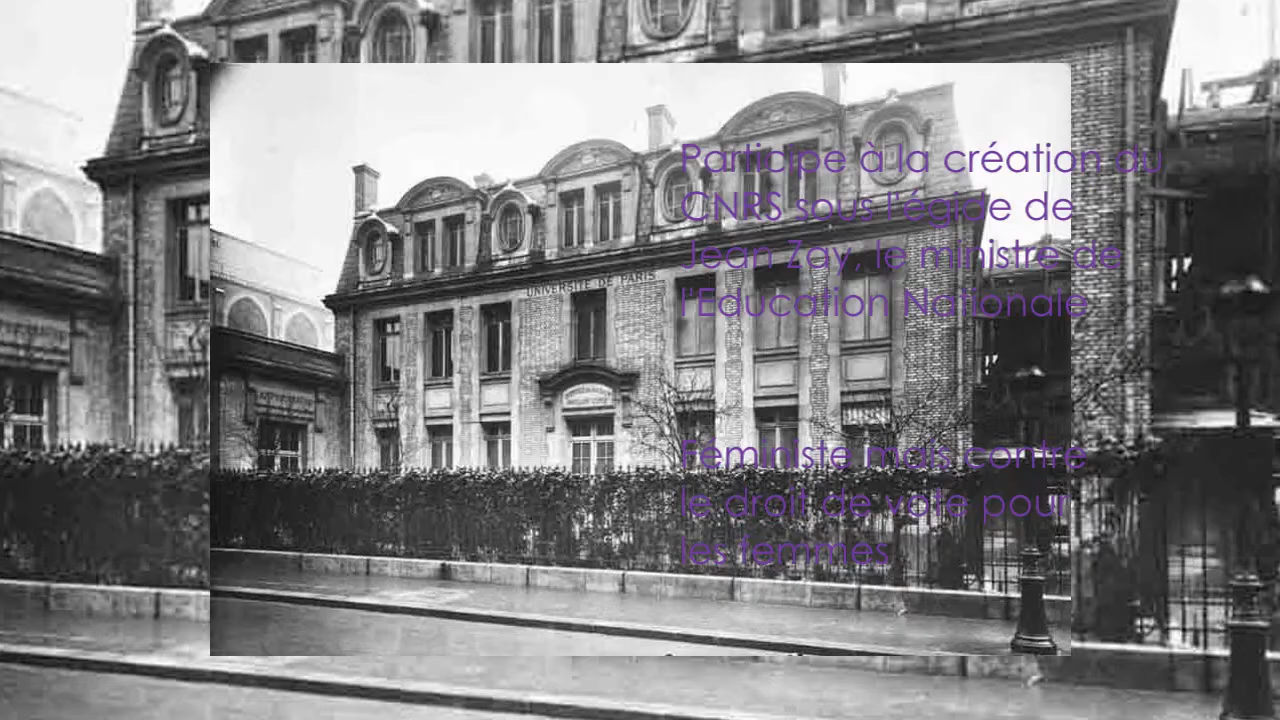 UNIVERSITÉ DE PARIS
Participe à la création du
CNRS sous l'égide de
Jean Zay, le ministre de
l'Education Nationale
Féministe mais contre
le droit de vote pour
les femmes